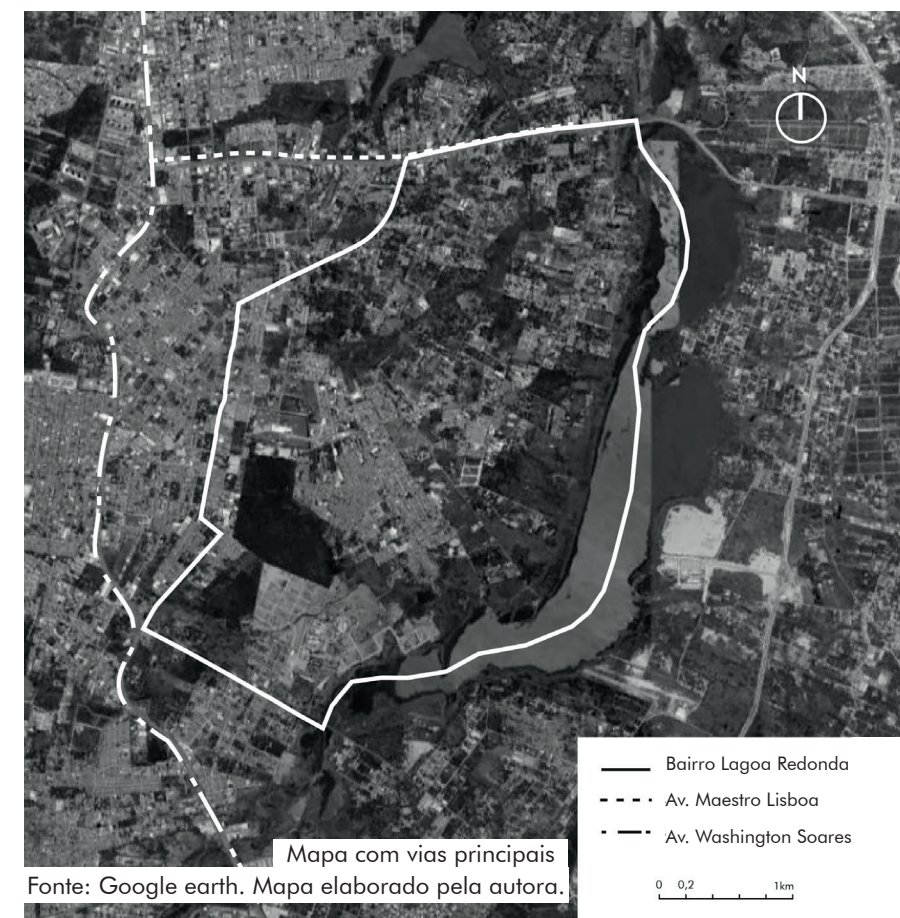 N
Bairro Lagoa Redonda
Av. Maestro Lisboa
Av. Washington Soares
0 0,2 1km
Mapa com vias principais
Fonte: Google earth. Mapa elaborado pela autora.